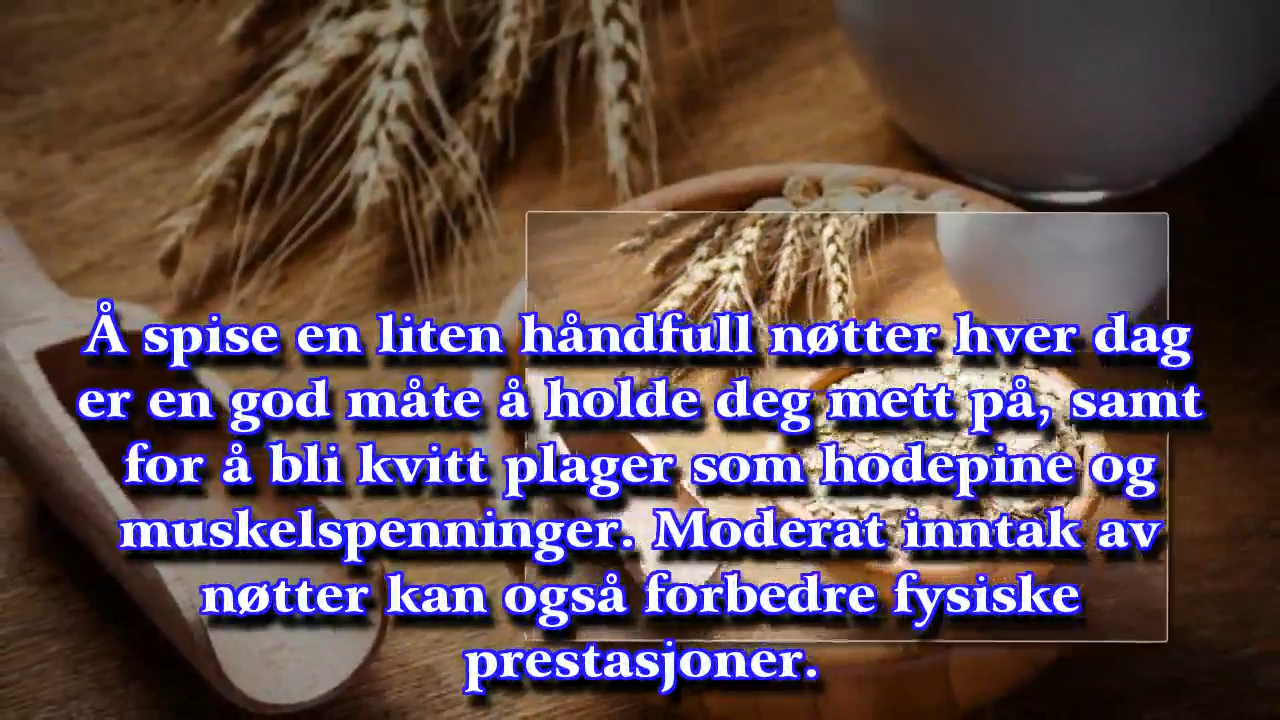 Å spise en liten håndfull nøtter hver dag
er en god måte å holde deg mett på, samt
for å bli kvitt plager som hodepine og
muskelspenninger. Moderat inntak av
nøtter kan også forbedre fysiske
prestasjoner.